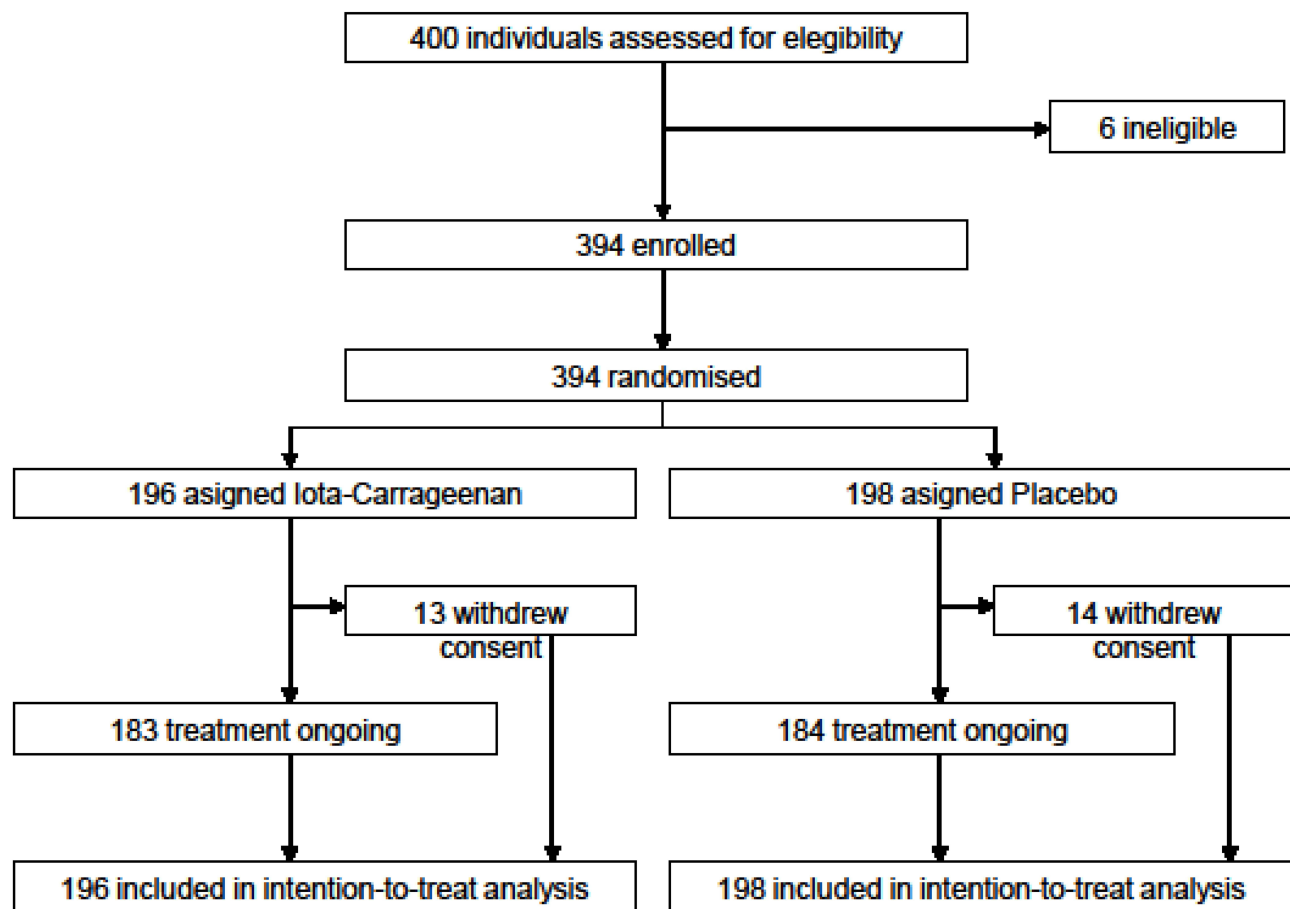 400 individuals assessed for elegibility
6 ineligible
394 enrolled
394 randomised
196 asigned Iota-Carrageenan
198 asigned Placebo
13 withdrew
consent
14 withdrew
consent
183 treatment ongoing
184 treatment ongoing
196 included in intention-to-treat analysis
198 included in intention-to-treat analysis